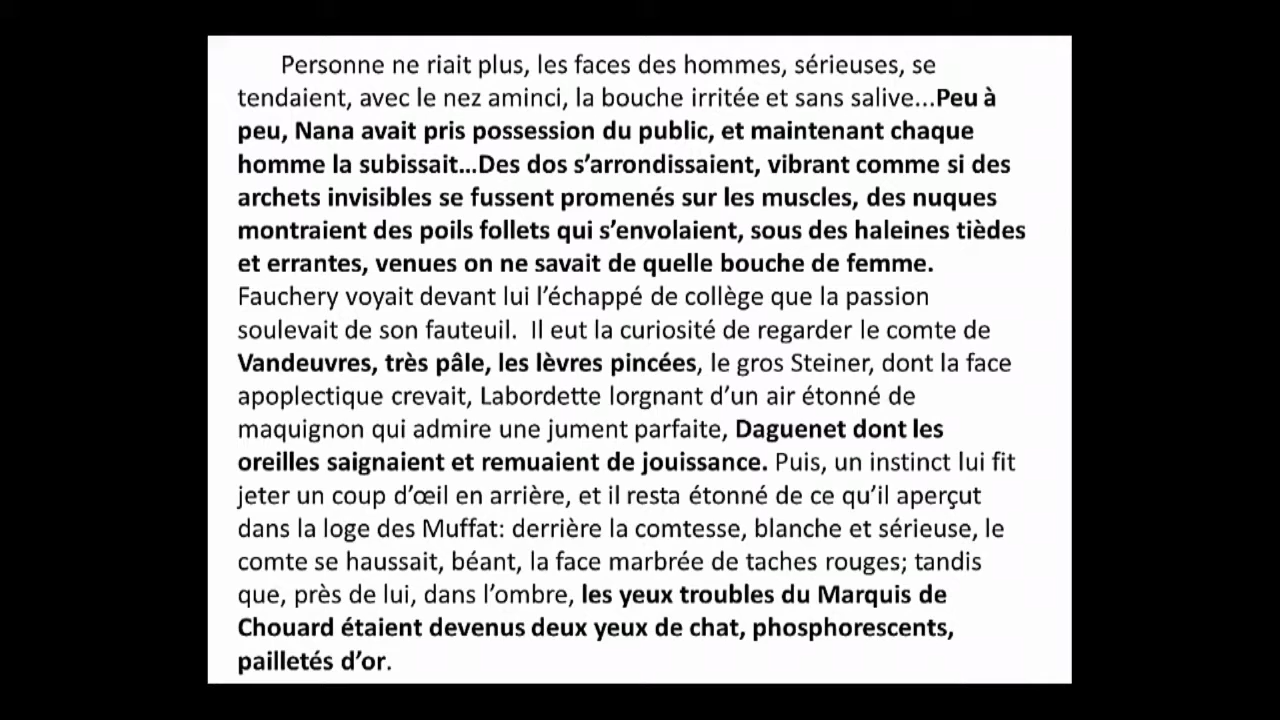 Personne ne riait plus, les faces des hommes, sérieuses, se
tendaient, avec le nez aminci, la bouche irritée et sans salive...Peu à
peu, Nana avait pris possession du public, et maintenant chaque
homme la subissait...Des dos s’arrondissaient, vibrant comme si des
archets invisibles se fussent promenés sur les muscles, des nuques
montraient des poils follets qui s’envolaient, sous des haleines tièdes
et errantes, venues on ne savait de quelle bouche de femme.
Fauchery voyait devant lui l’échappé de collège que la passion
soulevait de son fauteuil.  Il eut la curiosité de regarder le comte de
Vandeuvres, très pâle, les lèvres pincées, le gros Steiner, dont la face
apoplectique crevait, Labordette lorgnant d’un air étonné de
maquignon qui admire une jument parfaite, Daguenet dont les
oreilles saignaient et remuaient de jouissance. Puis, un instinct lui fit
jeter un coup d’œil en arrière, et il resta étonné de ce qu’il aperçut
dans la loge des Muffat: derrière la comtesse, blanche et sérieuse, le
comte se haussait, béant, la face marbrée de taches rouges; tandis
que, près de lui, dans l’ombre, les yeux troubles du Marquis de
Chouard étaient devenus deux yeux de chat, phosphorescents,
pailletés d’or.